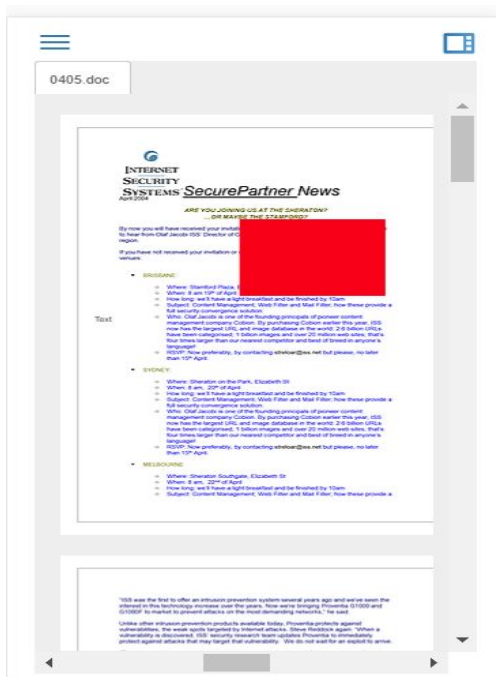 0405.doc
INTERNET
SECURITY
SYSTEMS SecurePartner News
April 2004
ARE YOU JOINING US AT THE SHERATON?
...OR MAYBE THE STAMFORD?
By now you will have received your
to hear from Olaf Jacobi ISS' Director of
region.
If you have not received your invitation or
venues:
BRISBANE:
Where: Stamford Plaza,
When: 8 am 19th of April
How long: we'll have a light breakfast and be finished by 10am
Subject: Content Management, Web Filter and Mail Filter, how these provide a
full security convergence solution.
Who: Olaf Jacobi is one of the founding principals of pioneer content
management company Cobion. By purchasing Cobion earlier this year, ISS
now has the largest URL and image database in the world: 2.6 billion URLs
have been categorised, 1 billion images and over 20 million web sites, that's
four times larger than our nearest competitor and best of breed in anyone's
language!!
RSVP: Now preferably, by contacting streloar@iss.net but please, no later
than 15th April.
Text
SYDNEY:
Where: Sheraton on the Park, Elizabeth St
When: 8 am, 20th of April
How long: we'll have a light breakfast and be finished by 10am
Subject: Content Management, Web Filter and Mail Filter, how these provide a
full security convergence solution.
Who: Olaf Jacobi is one of the founding principals of pioneer content
management company Cobion. By purchasing Cobion earlier this year, ISS
now has the largest URL and image database in the world: 2.6 billion URLs
have been categorised, 1 billion images and over 20 million web sites, that's
four times larger than our nearest competitor and best of breed in anyone's
language!!
RSVP: Now preferably, by contacting streloar@iss.net but please, no later
than 15th April.
MELBOURNE
Where: Sheraton Southgate, Elizabeth St
When: 8 am, 22nd of April
How long: we'll have a light breakfast and be finished by 10am
Subject: Content Management, Web Filter and Mail Filter, how these provide a
"ISS was the first to offer an intrusion prevention system several years ago and we've seen the
interest in this technology increase over the years. Now we're bringing Proventia G1000 and
G1000F to market to prevent attacks on the most demanding networks," he said.
Unlike other intrusion prevention products available today, Proventia protects against
vulnerabilities, the weak spots targeted by Internet attacks. Steve Reddock again: "When a
vulnerability is discovered, ISS' security research team updates Proventia to immediately
protect against attacks that may target that vulnerability. We do not wait for an exploit to arrive